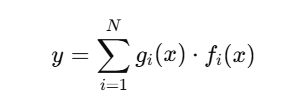 y = \sum_{i=1}^{N} g_i(x) \cdot f_i(x)